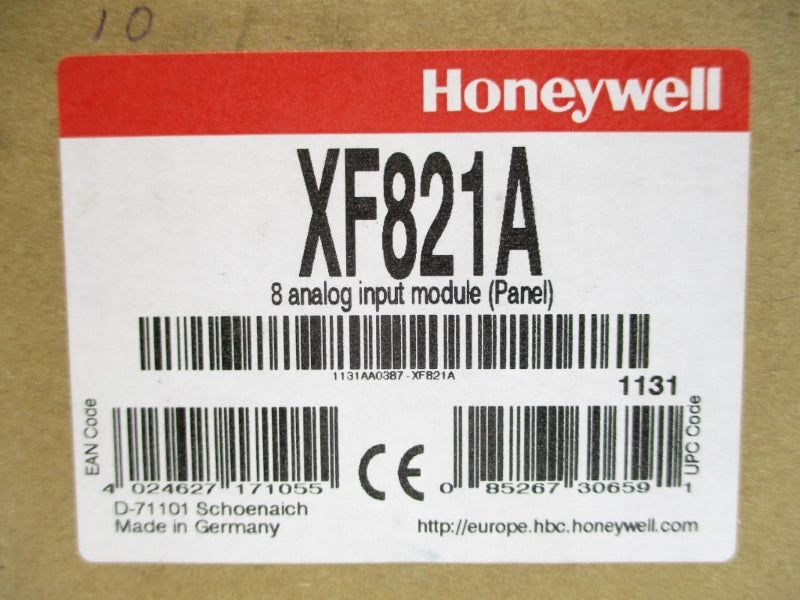 10
Honeywell
XF821A
8 analog input module (Panel)
1131AA0387-XF821A
1131
EAN Code
4 024627 171055
0 85267 30659 1
UPC Code
D-71101 Schoenaich
Made in Germany
http://europe.hbc.honeywell.com